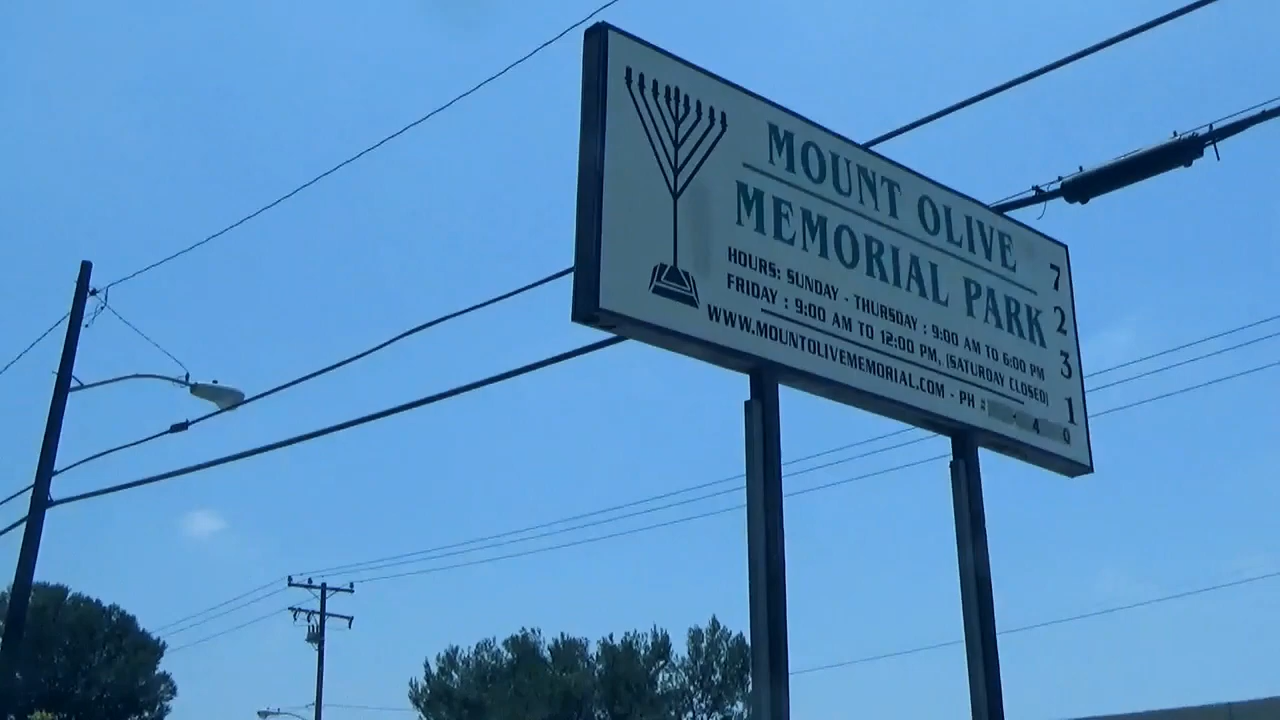 MOUNT OLIVE
MEMORIAL PARK
HOURS: SUNDAY - THURSDAY : 9:00 AM TO 6:00 PM
FRIDAY : 9:00 AM TO 12:00 PM, (SATURDAY CLOSED)
WWW.MOUNTOLIVEMEMORIAL.COM - PH :
7
2
3
1